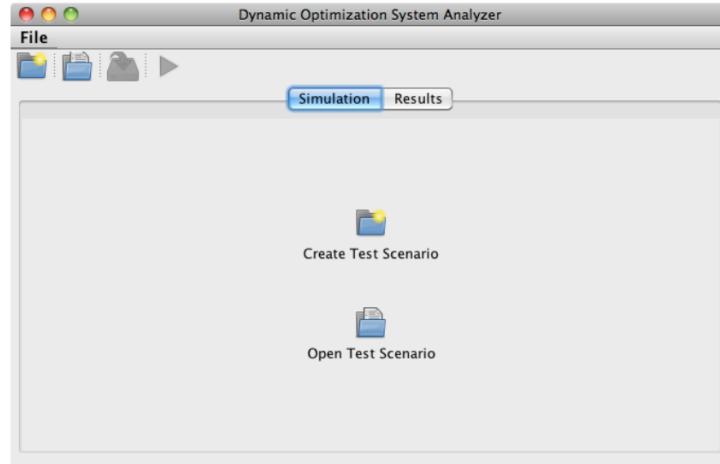 Dynamic Optimization System Analyzer
File
Simulation Results
Create Test Scenario
Open Test Scenario